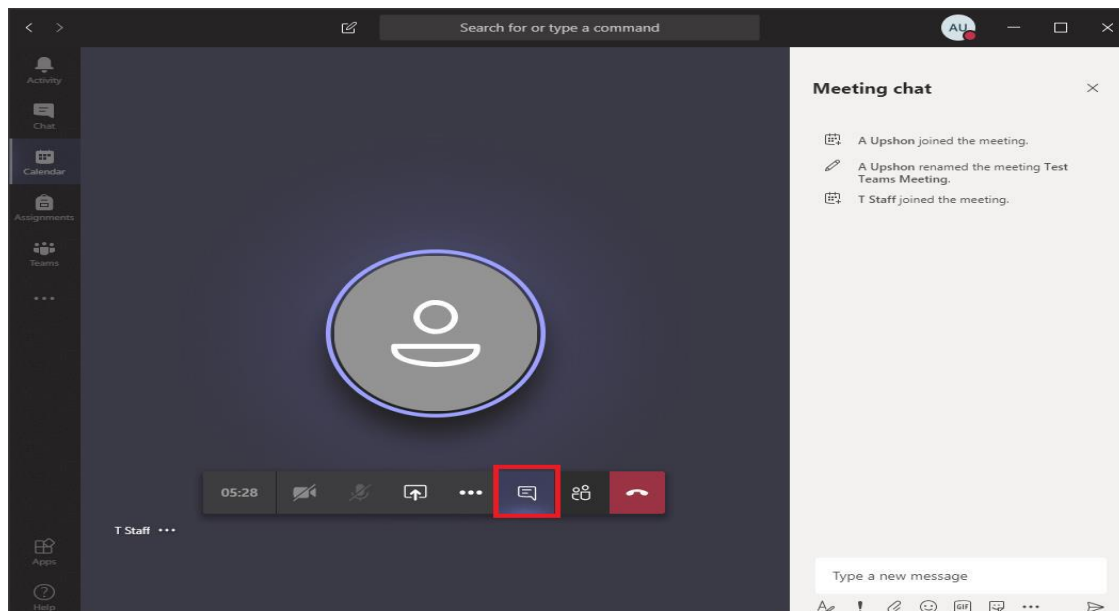 Search for or type a command
AU
Activity
Chat
Calendar
Assignments
Teams
Apps
Help
05:28
T Staff
Meeting chat
A Upshon joined the meeting.
A Upshon renamed the meeting Test
Teams Meeting.
T Staff joined the meeting.
Type a new message
GIF